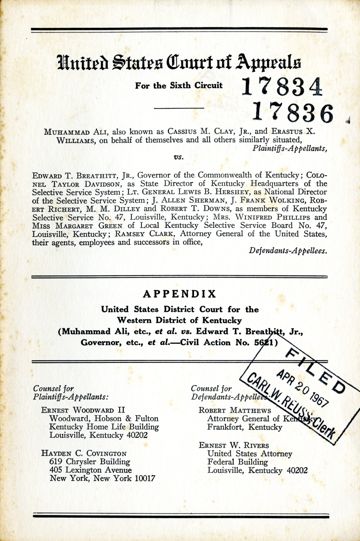 United States Court of Appeals
For the Sixth Circuit
17834
17836
MUHAMMAD ALI, also known as CASSIUS M. CLAY, JR., and ERASTUS X.
WILLIAMS, on behalf of themselves and all others similarly situated,
Plaintiffs-Appellants,
vs.
EDWARD T. BREATHITT, JR., Governor of the Commonwealth of Kentucky; COLO-
NEL TAYLOR DAVIDSON, as State Director of Kentucky Headquarters of the
Selective Service System; LT. GENERAL LEWIS B. HERSHEY, as National Director
of the Selective Service System; J. ALLEN SHERMAN, J. FRANK WOLKING, ROB-
ERT RICHERT, M. M. DILLEY and ROBERT T. DOWNS, as members of Kentucky
Selective Service No. 47, Louisville, Kentucky; MRS. WINIFRED PHILLIPS and
MISS MARGARET GREEN of Local Kentucky Selective Service Board No. 47,
Louisville, Kentucky; RAMSEY CLARK, Attorney General of the United States,
their agents, employees and successors in office,
Defendants-Appellees.
APPENDIX
United States District Court for the
Western District of Kentucky
(Muhammad Ali, etc., et al. vs. Edward T. Breathitt, Jr.,
Governor, etc., et al.—Civil Action No. 5621)
FILED
APR 20 1967
CARL W. REUSS, Clerk
Counsel for
Plaintiffs-Appellants:
ERNEST WOODWARD II
Woodward, Hobson & Fulton
Kentucky Home Life Building
Louisville, Kentucky 40202
HAYDEN C. COVINGTON
619 Chrysler Building
405 Lexington Avenue
New York, New York 10017
Counsel for
Defendants-Appellees:
ROBERT MATTHEWS
Attorney General of Kentucky
Frankfort, Kentucky
ERNEST W. RIVERS
United States Attorney
Federal Building
Louisville, Kentucky 40202